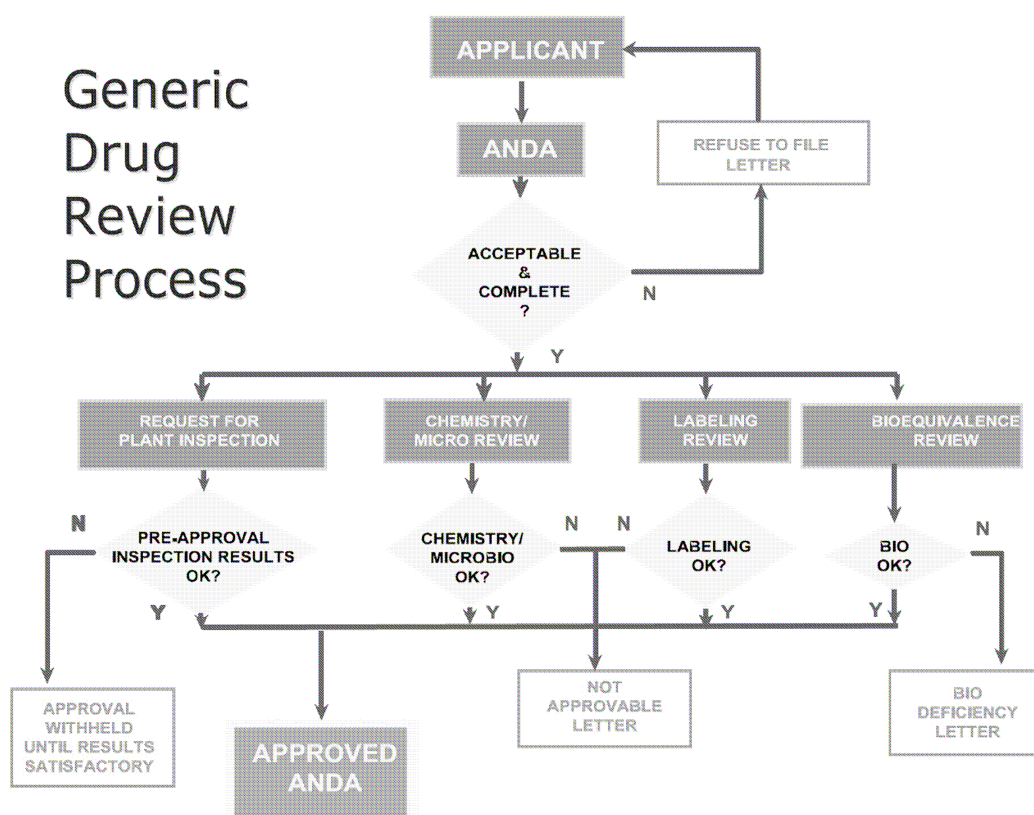 Generic
Drug
Review
Process
APPLICANT
ANDA
REFUSE TO FILE
LETTER
ACCEPTABLE
&
COMPLETE
?
N
Y
REQUEST FOR
PLANT INSPECTION
CHEMISTRY/
MICRO REVIEW
LABELING
REVIEW
BIOEQUIVALENCE
REVIEW
N
PRE-APPROVAL
INSPECTION RESULTS
OK?
Y
CHEMISTRY/
MICROBIO
OK?
N
Y
N
LABELING
OK?
Y
BIO
OK?
N
Y
APPROVAL
WITHHELD
UNTIL RESULTS
SATISFACTORY
APPROVED
ANDA
NOT
APPROVABLE
LETTER
BIO
DEFICIENCY
LETTER